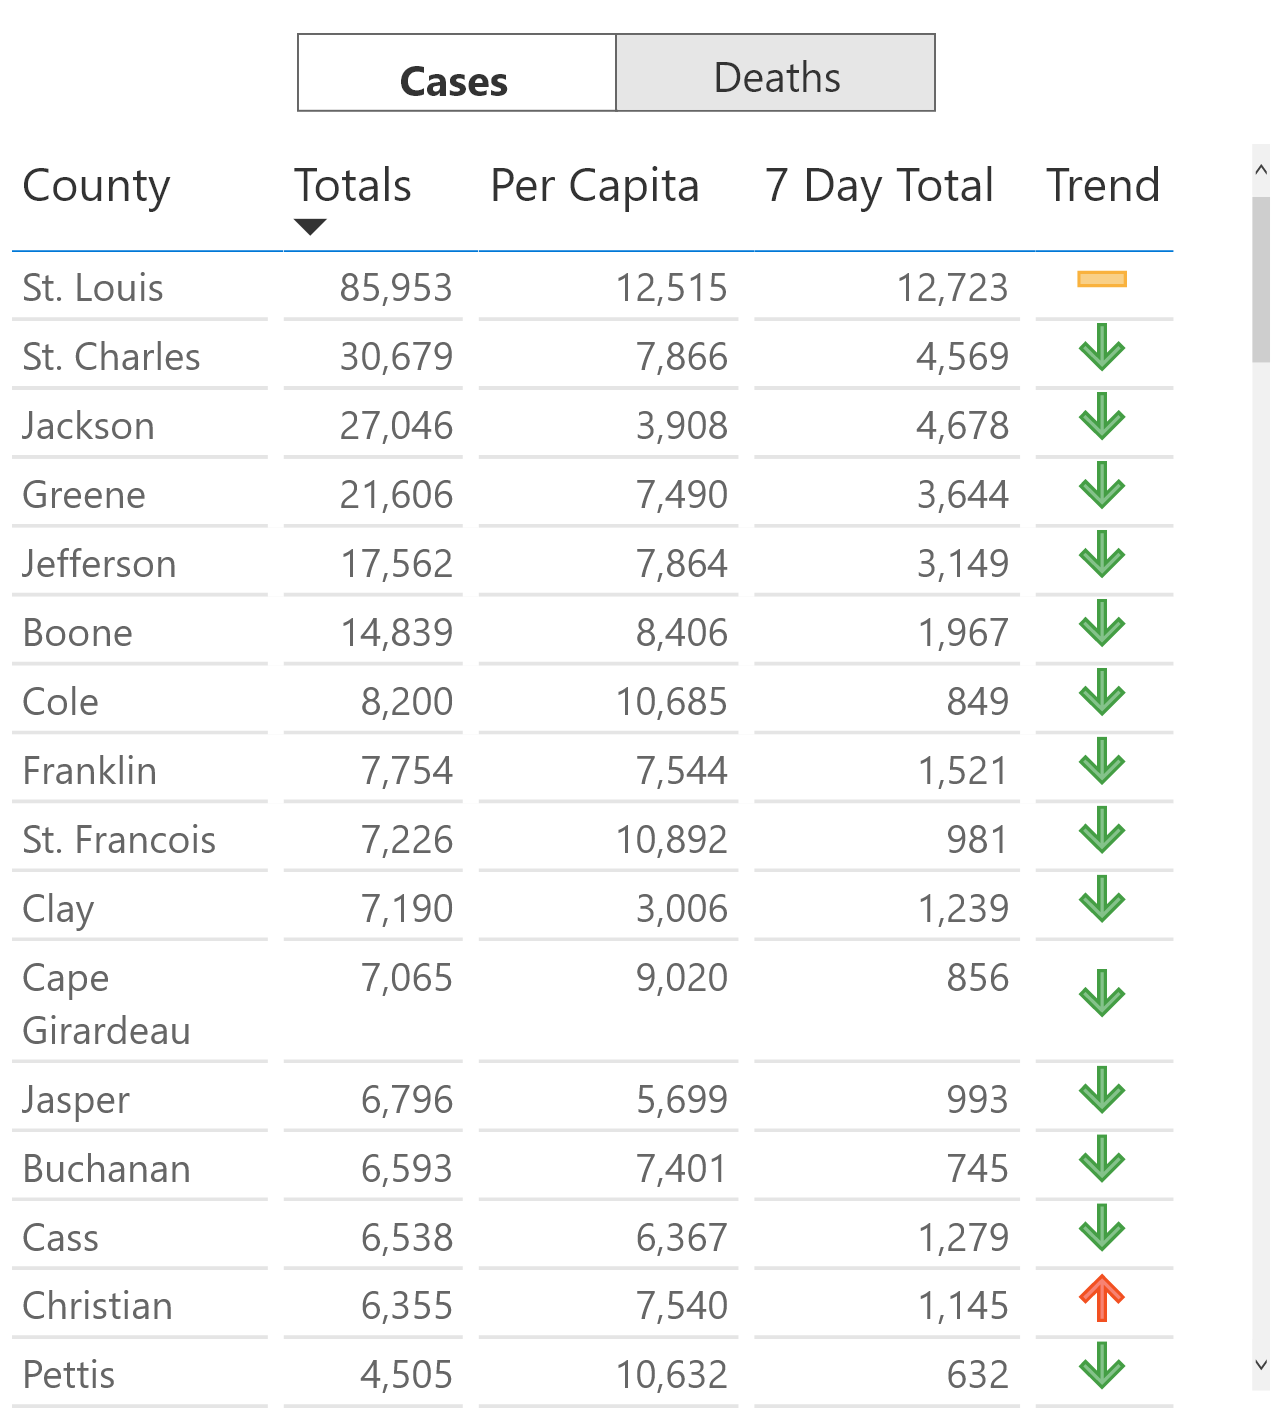 Cases Deaths
County Totals Per Capita 7 Day Total Trend
St. Louis 85,953 12,515 12,723
St. Charles 30,679 7,866 4,569
Jackson 27,046 3,908 4,678
Greene 21,606 7,490 3,644
Jefferson 17,562 7,864 3,149
Boone 14,839 8,406 1,967
Cole 8,200 10,685 849
Franklin 7,754 7,544 1,521
St. Francois 7,226 10,892 981
Clay 7,190 3,006 1,239
Cape 7,065 9,020 856
Girardeau
Jasper 6,796 5,699 993
Buchanan 6,593 7,401 745
Cass 6,538 6,367 1,279
Christian 6,355 7,540 1,145
Pettis 4,505 10,632 632